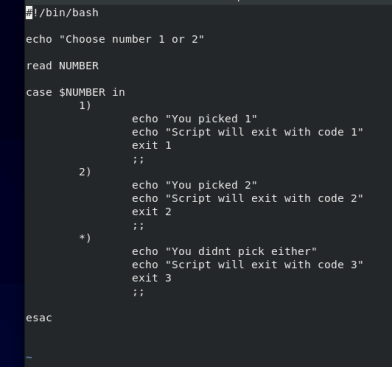 #!/bin/bash
echo "Choose number 1 or 2"
read NUMBER
case $NUMBER in
1)
echo "You picked 1"
echo "Script will exit with code 1"
exit 1
;;
2)
echo "You picked 2"
echo "Script will exit with code 2"
exit 2
;;
*)
echo "You didnt pick either"
echo "Script will exit with code 3"
exit 3
;;
esac
~